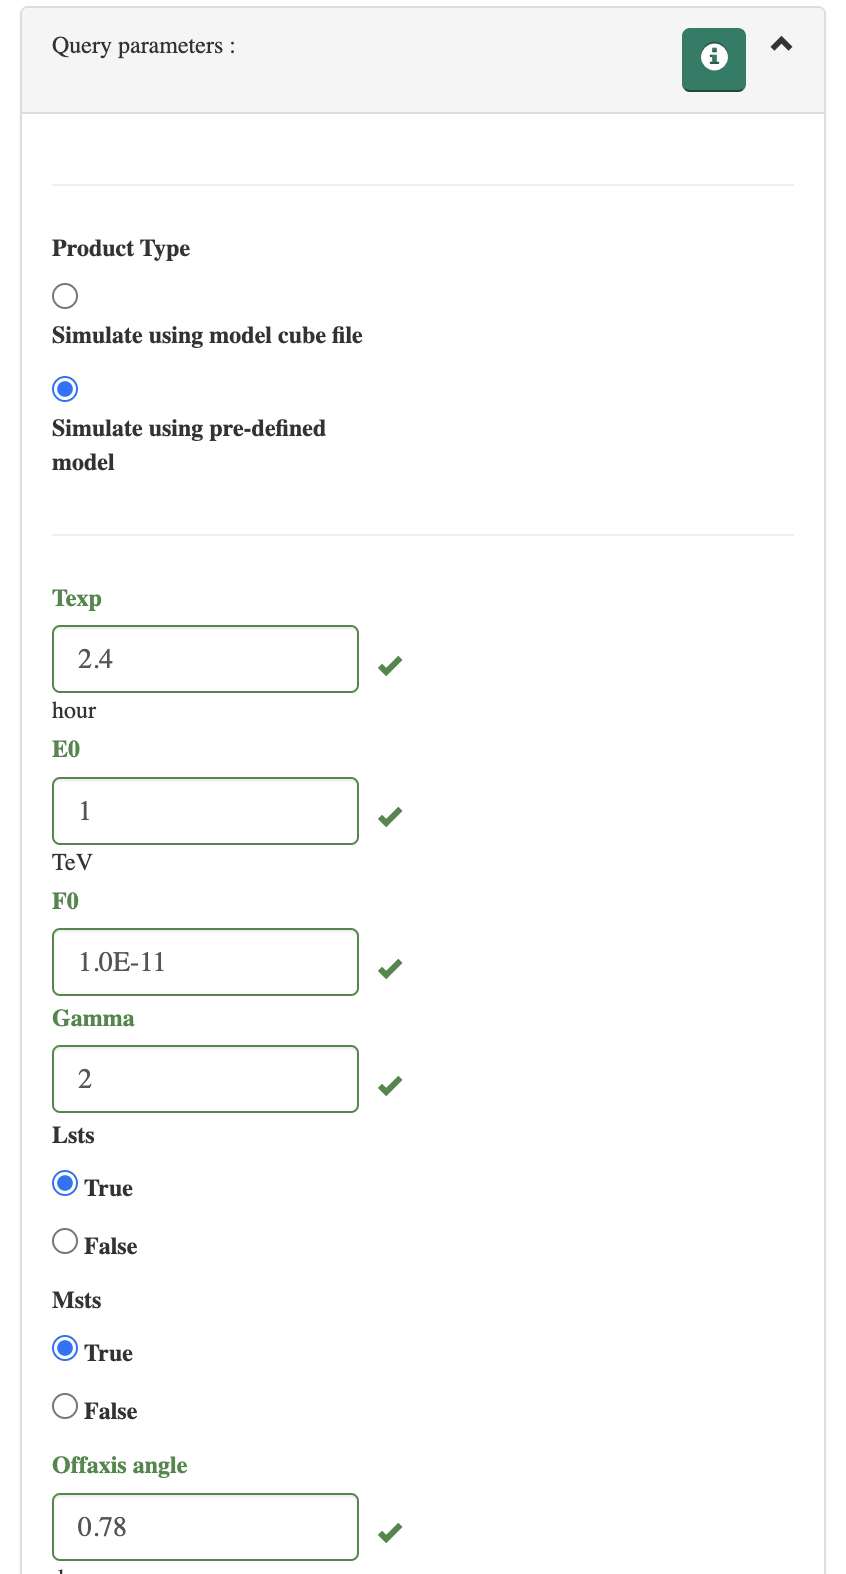 Query parameters :
Product Type
Simulate using model cube file
Simulate using pre-defined
model
Texp
2.4
hour
E0
1
TeV
F0
1.0E-11
Gamma
2
Lsts
True
False
Msts
True
False
Offaxis angle
0.78